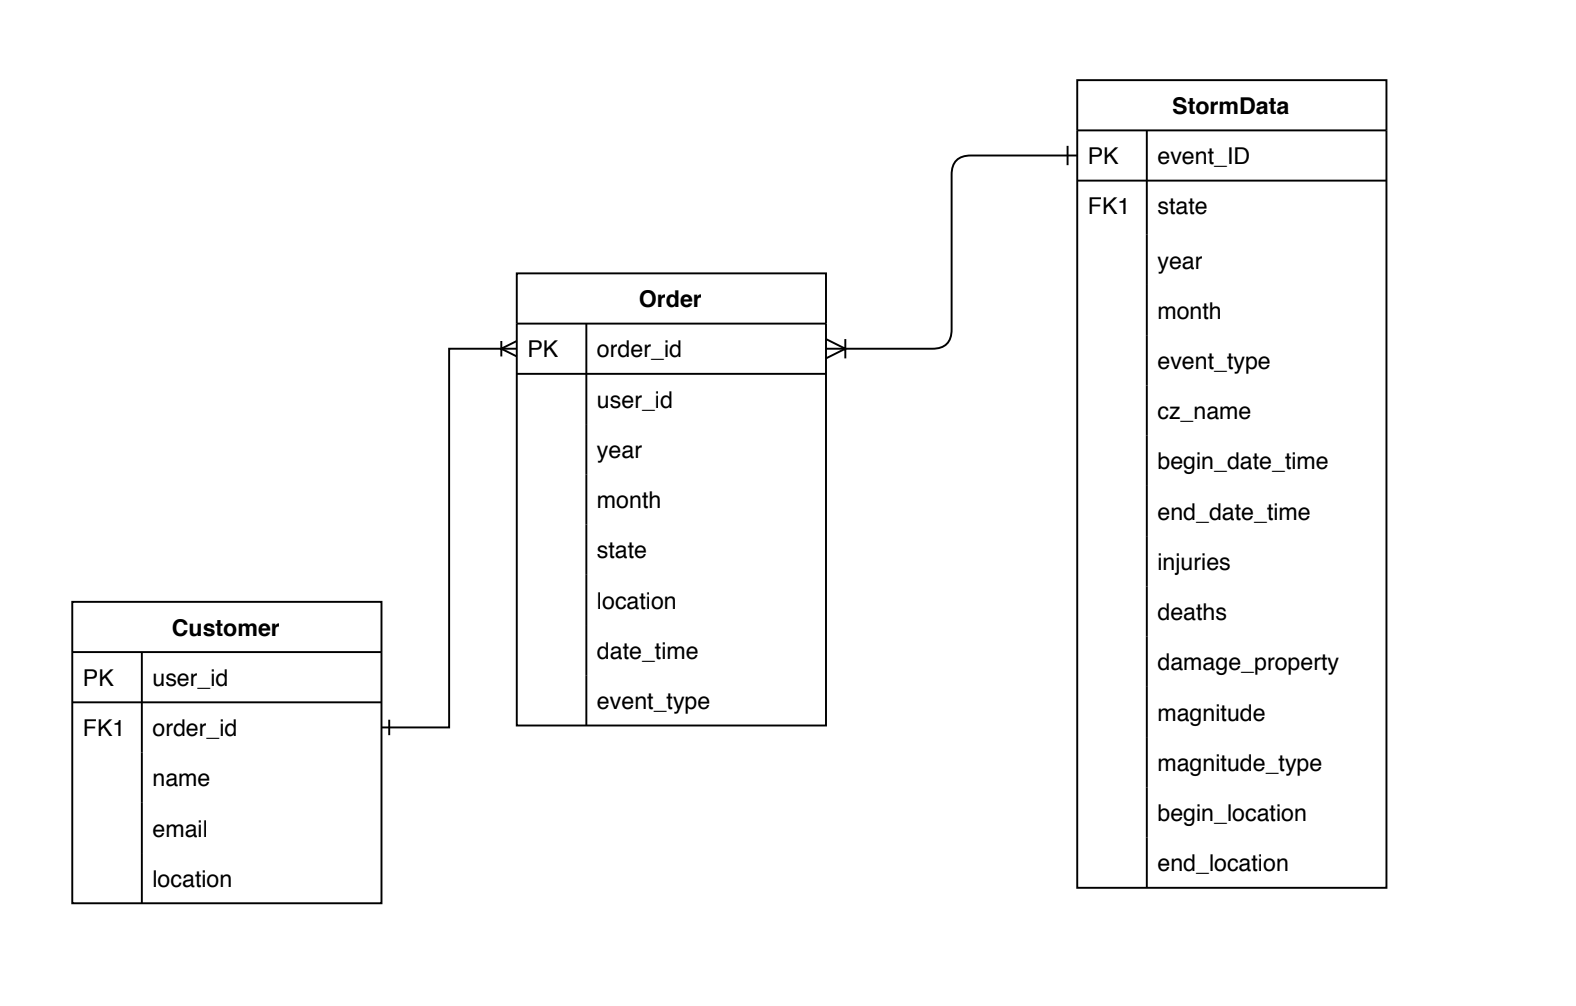 StormData
PK event_ID
FK1 state
year
month
event_type
cz_name
begin_date_time
end_date_time
injuries
deaths
damage_property
magnitude
magnitude_type
begin_location
end_location
Order
PK order_id
user_id
year
month
state
location
date_time
event_type
Customer
PK user_id
FK1 order_id
name
email
location